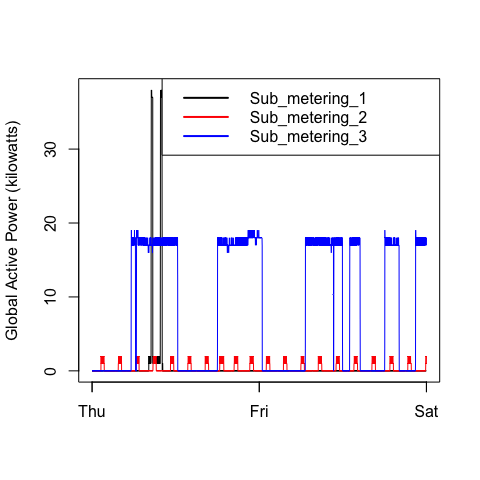 Sub_metering_1
Sub_metering_2
Sub_metering_3
Global Active Power (kilowatts)
30
20
10
0
Thu Fri Sat